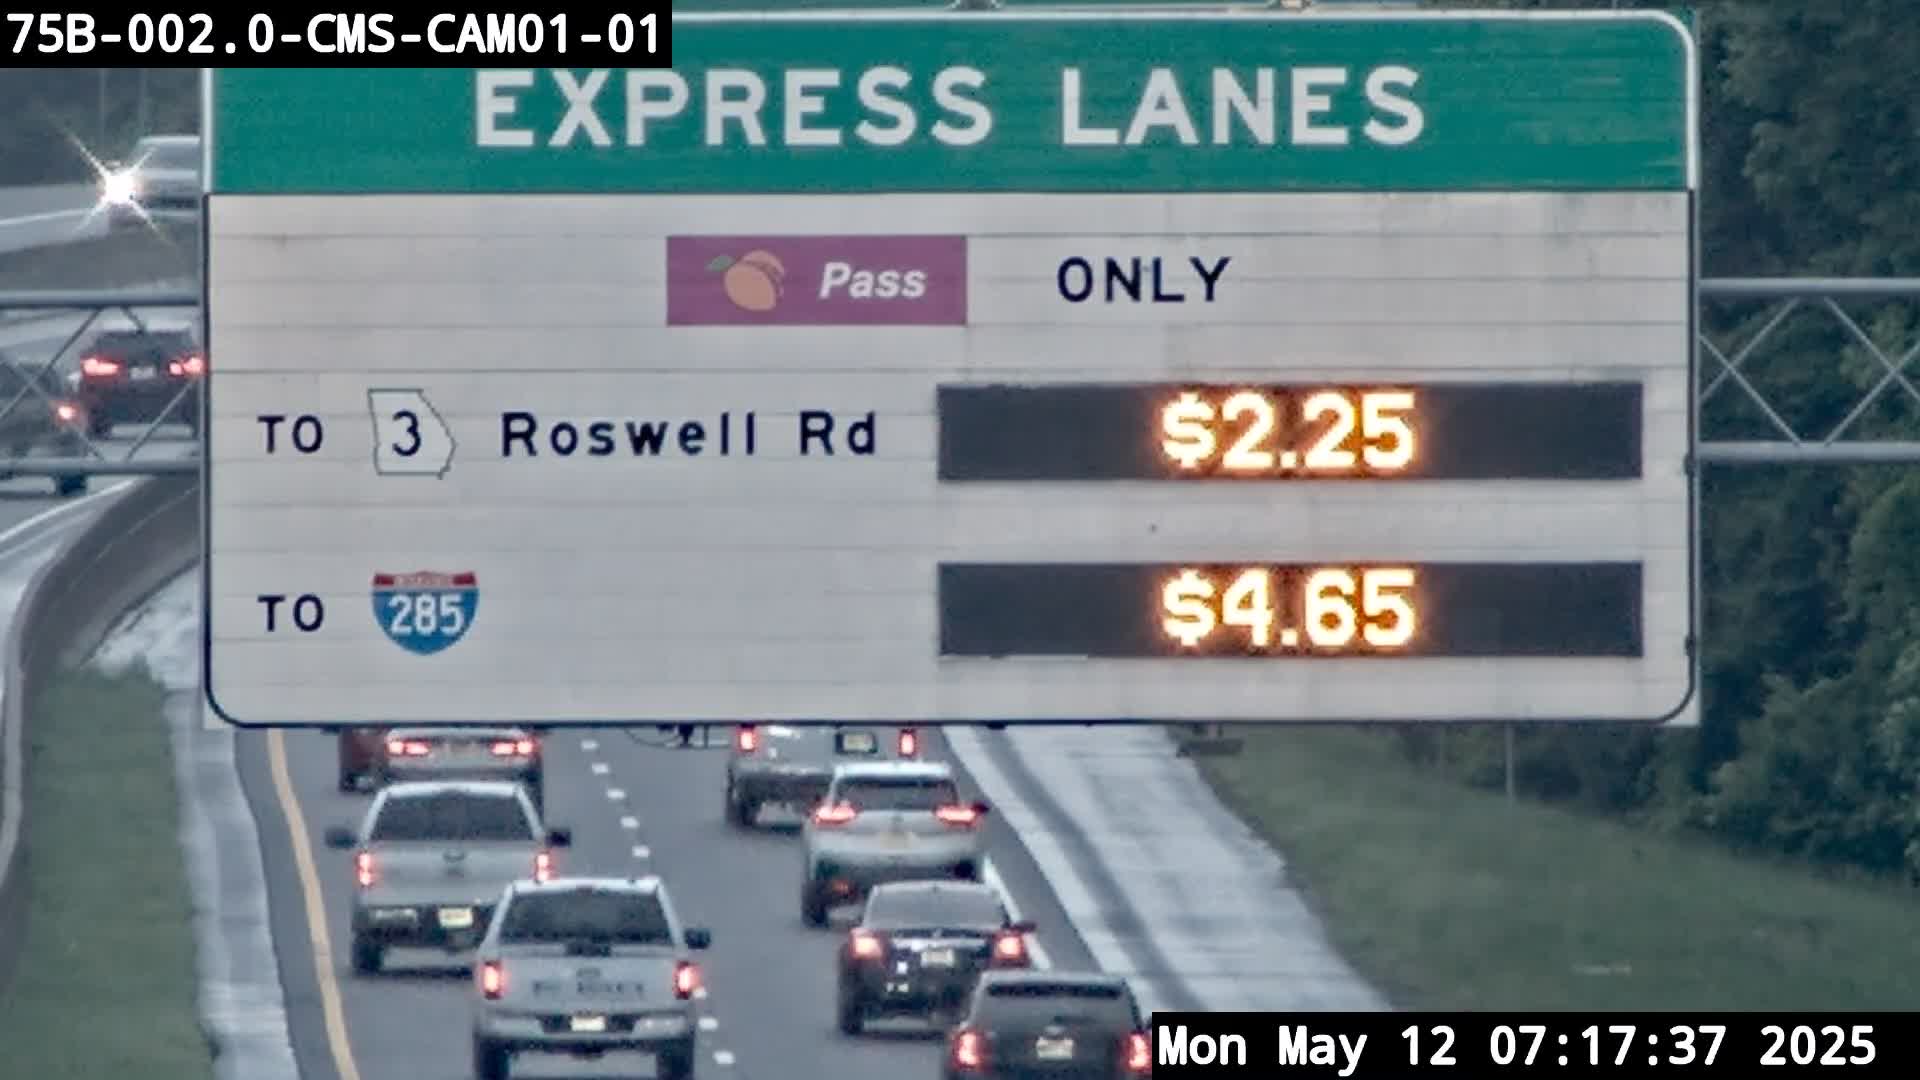 75B-002.0-CMS-CAM01-01
EXPRESS LANES
Pass ONLY
TO 3 Roswell Rd $2.25
TO 285 $4.65
Mon May 12 07:17:37 2025